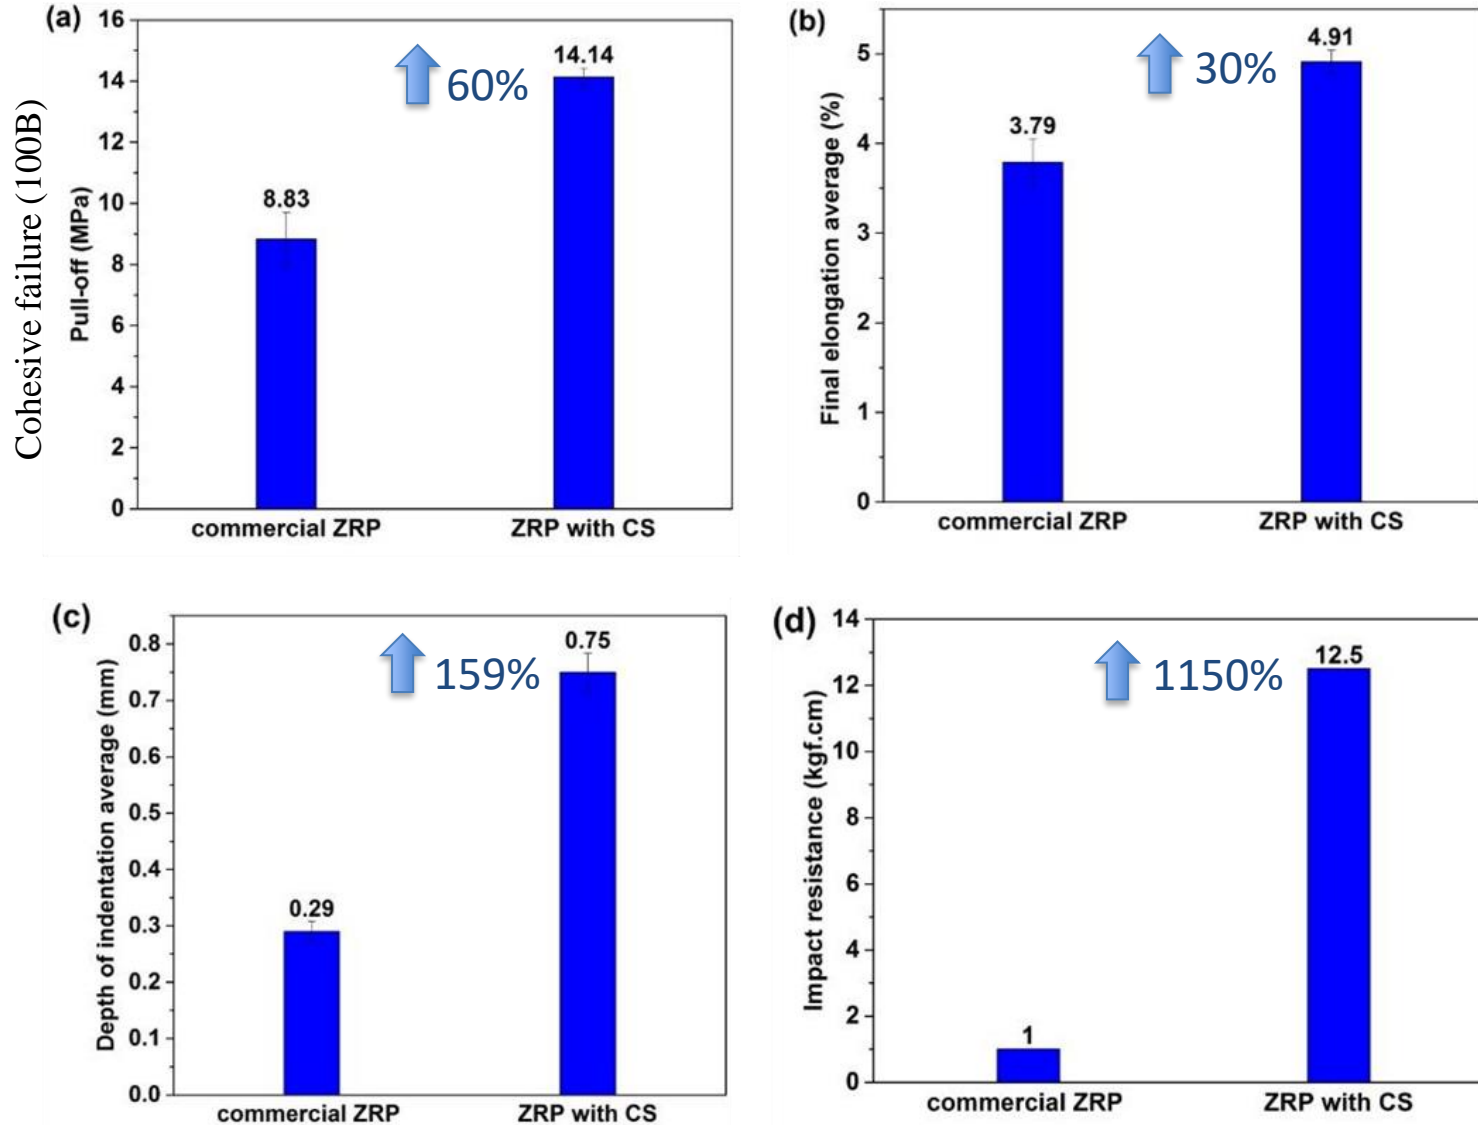 (a)
Cohesive failure (100B)
Pull-off (MPa)
16
14
12
10
8
6
4
2
0
60%
8.83
14.14
commercial ZRP
ZRP with CS
(b)
Final elongation average (%)
5
4
3
2
1
0
30%
3.79
4.91
commercial ZRP
ZRP with CS
(c)
Depth of indentation average (mm)
0.8
0.7
0.6
0.5
0.4
0.3
0.2
0.1
0.0
159%
0.29
0.75
commercial ZRP
ZRP with CS
(d)
Impact resistance (kgf.cm)
14
12
10
8
6
4
2
0
1150%
1
12.5
commercial ZRP
ZRP with CS